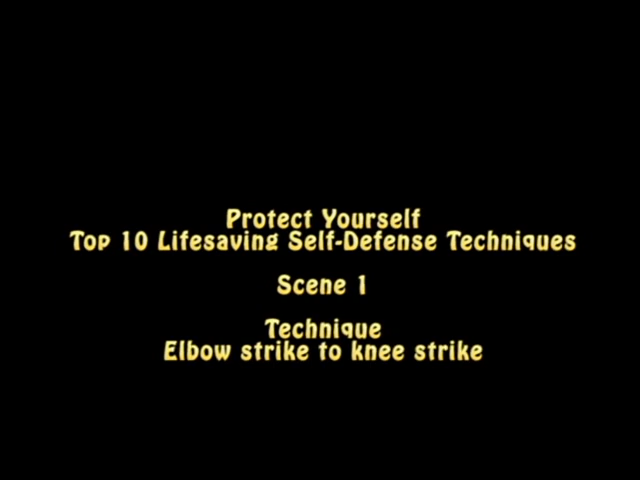 Protect Yourself
Top 10 Lifesaving Self-Defense Techniques
Scene 1
Technique
Elbow strike to knee strike